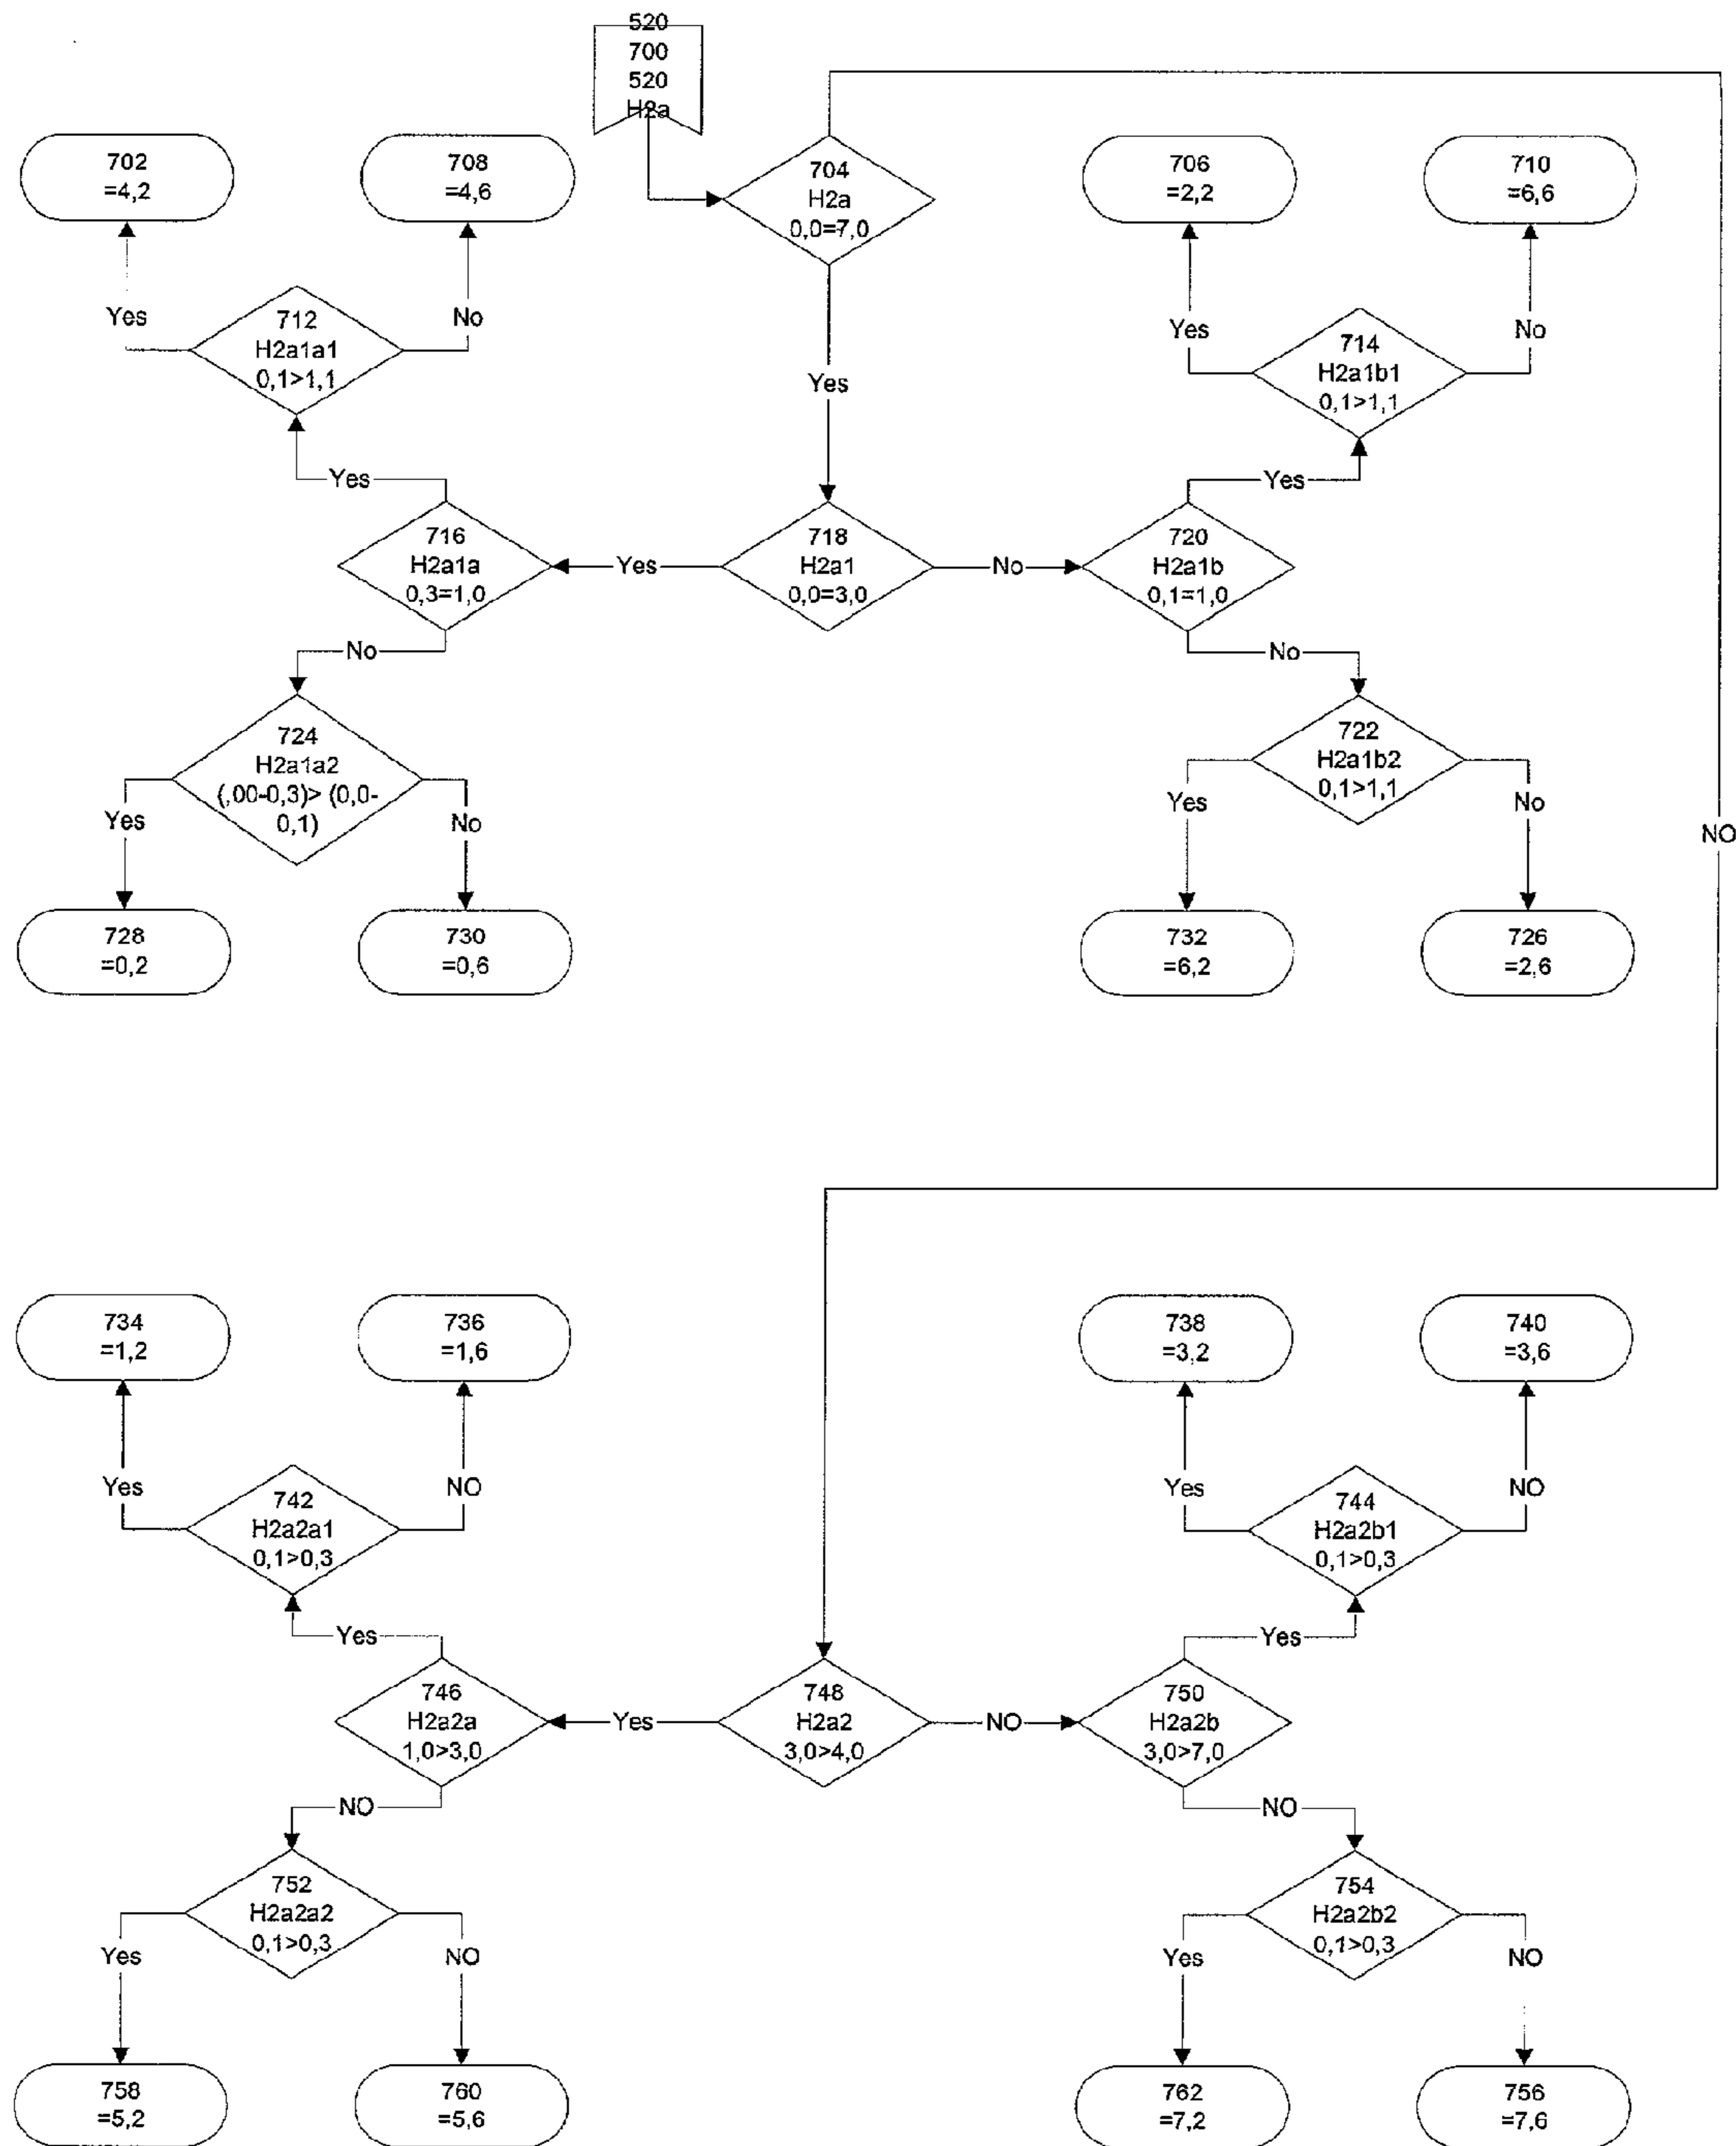 520
700
520
H2a
704
H2a
0,0=7,0
702
=4,2
708
=4,6
706
=2,2
710
=6,6
Yes
712
H2a1a1
0,1>1,1
No
Yes
Yes
714
H2a1b1
0,1>1,1
No
Yes
Yes
716
H2a1a
0,3=1,0
Yes
718
H2a1
0,0=3,0
No
720
H2a1b
0,1=1,0
No
No
724
H2a1a2
(,00-0,3)> (0,0-
0,1)
Yes
No
722
H2a1b2
0,1>1,1
Yes
No
NO
728
=0,2
730
=0,6
732
=6,2
726
=2,6
734
=1,2
736
=1,6
738
=3,2
740
=3,6
Yes
742
H2a2a1
0,1>0,3
NO
Yes
744
H2a2b1
0,1>0,3
NO
Yes
Yes
746
H2a2a
1,0>3,0
Yes
748
H2a2
3,0>4,0
NO
750
H2a2b
3,0>7,0
NO
NO
752
H2a2a2
0,1>0,3
Yes
NO
754
H2a2b2
0,1>0,3
Yes
NO
758
=5,2
760
=5,6
762
=7,2
756
=7,6